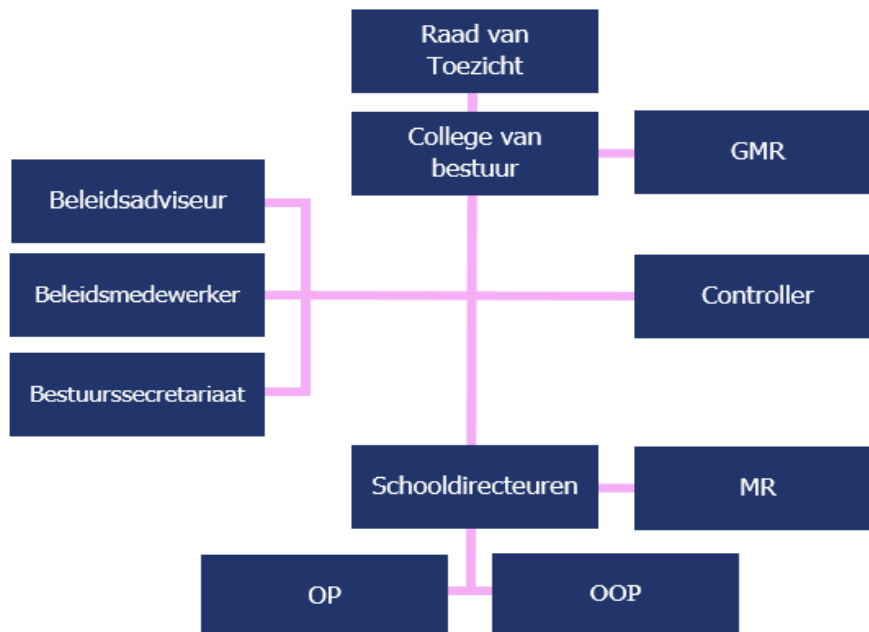 Raad van
Toezicht
College van
bestuur
GMR
Beleidsadviseur
Beleidsmedewerker
Controller
Bestuurssecretariaat
Schooldirecteuren
MR
OP
OOP